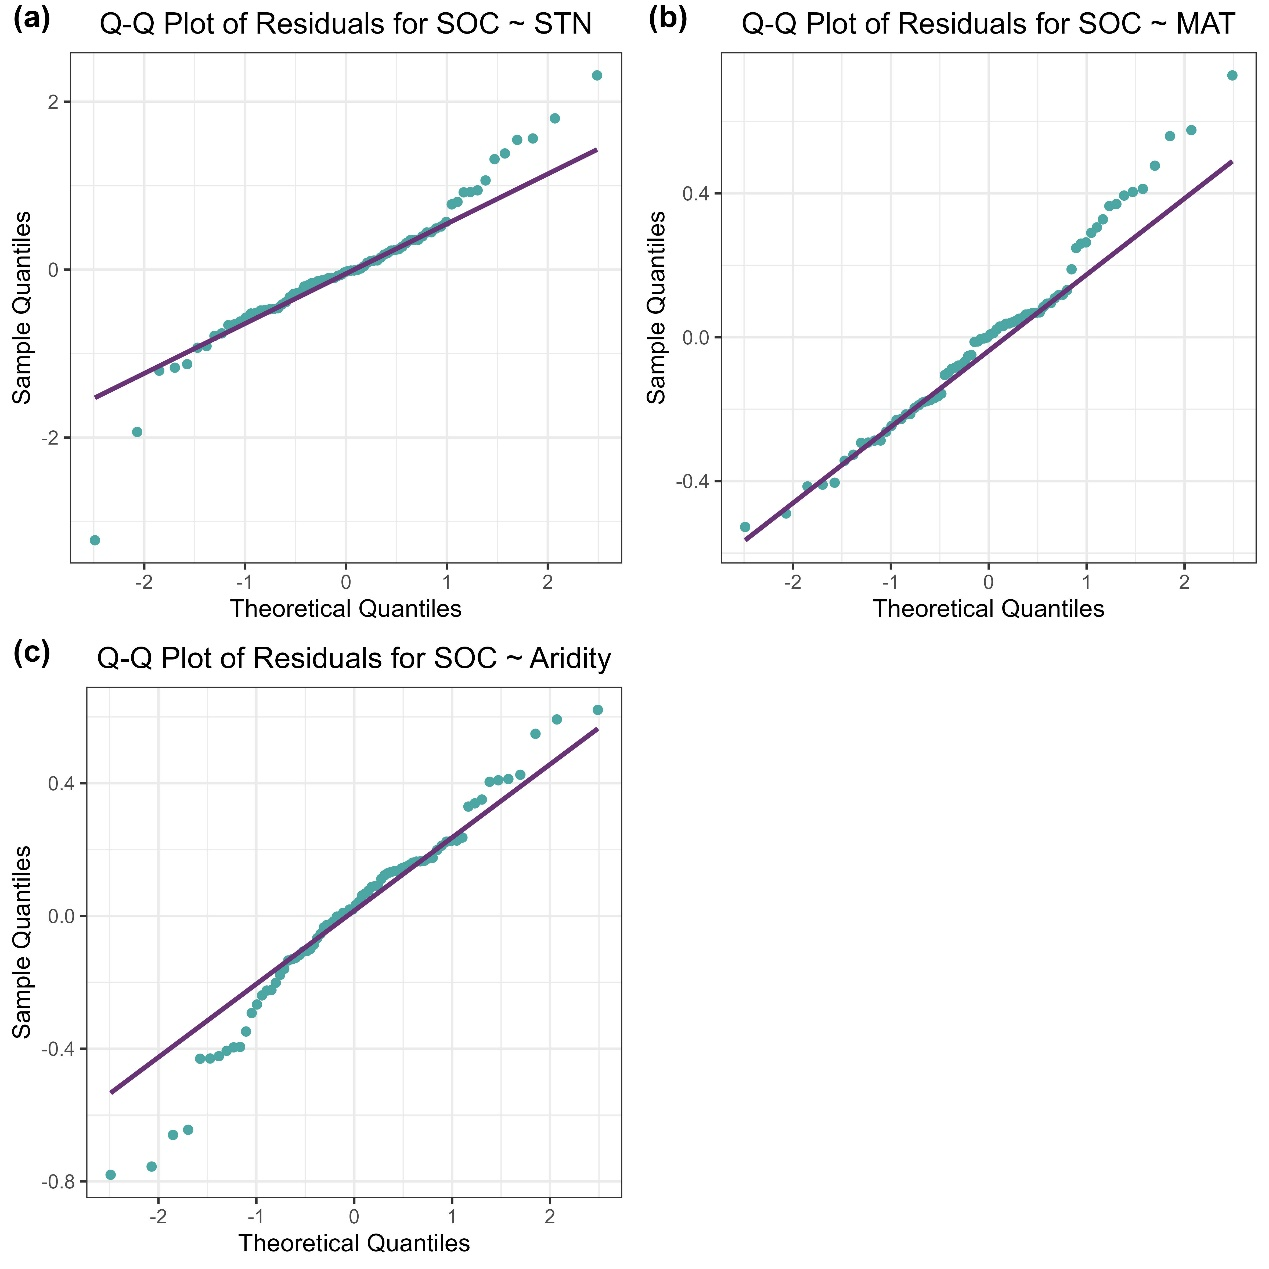 (a)
Q-Q Plot of Residuals for SOC ~ STN
2
0
-2
Sample Quantiles
-2 -1 0 1 2
Theoretical Quantiles
(b)
Q-Q Plot of Residuals for SOC ~ MAT
0.4
0.0
-0.4
Sample Quantiles
-2 -1 0 1 2
Theoretical Quantiles
(c)
Q-Q Plot of Residuals for SOC ~ Aridity
0.4
0.0
-0.4
-0.8
Sample Quantiles
-2 -1 0 1 2
Theoretical Quantiles